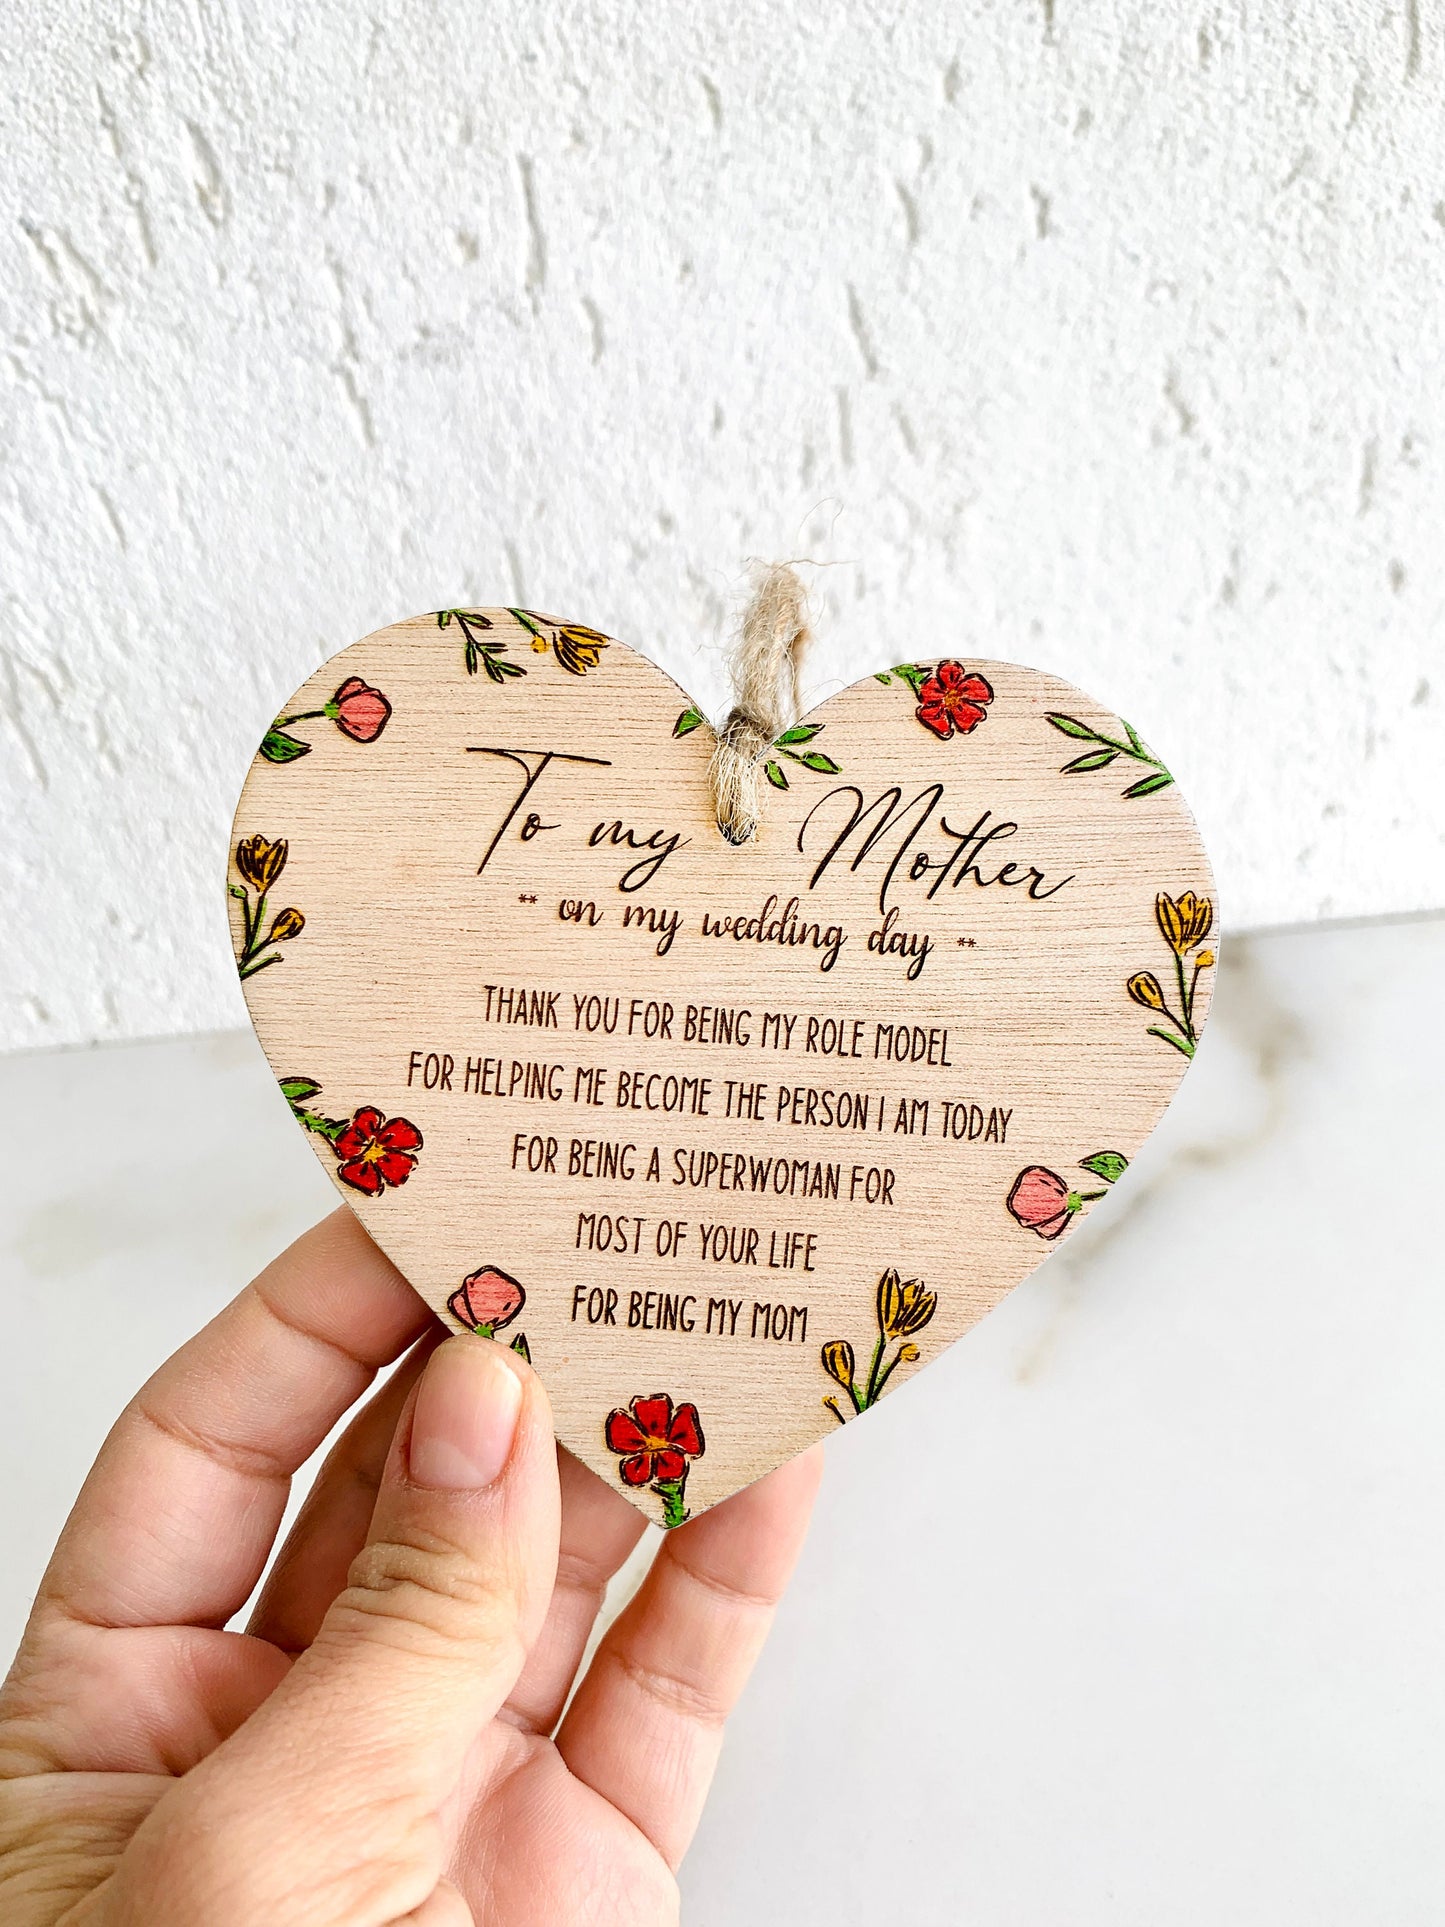 To my Mother
** on my wedding day **
THANK YOU FOR BEING MY ROLE MODEL
FOR HELPING ME BECOME THE PERSON I AM TODAY
FOR BEING A SUPERWOMAN FOR
MOST OF YOUR LIFE
FOR BEING MY MOM